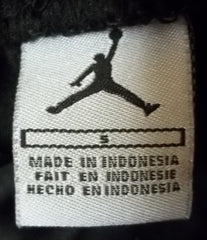 S
MADE IN INDONESIA
FAIT EN INDONESIE
HECHO EN INDONESIA